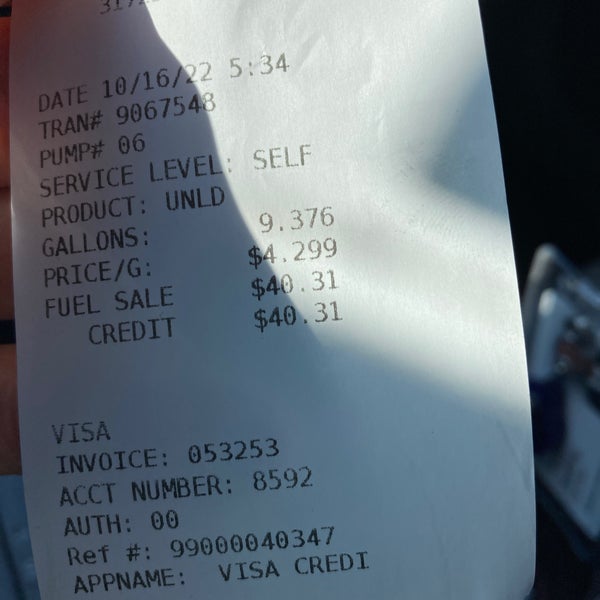 DATE 10/16/22 5:34
TRAN# 9067548
PUMP# 06
SERVICE LEVEL: SELF
PRODUCT: UNLD
GALLONS: 9.376
PRICE/G: $4.299
FUEL SALE $40.31
CREDIT $40.31
VISA
INVOICE: 053253
ACCT NUMBER: 8592
AUTH: 00
Ref #: 99000040347
APPNAME: VISA CREDI